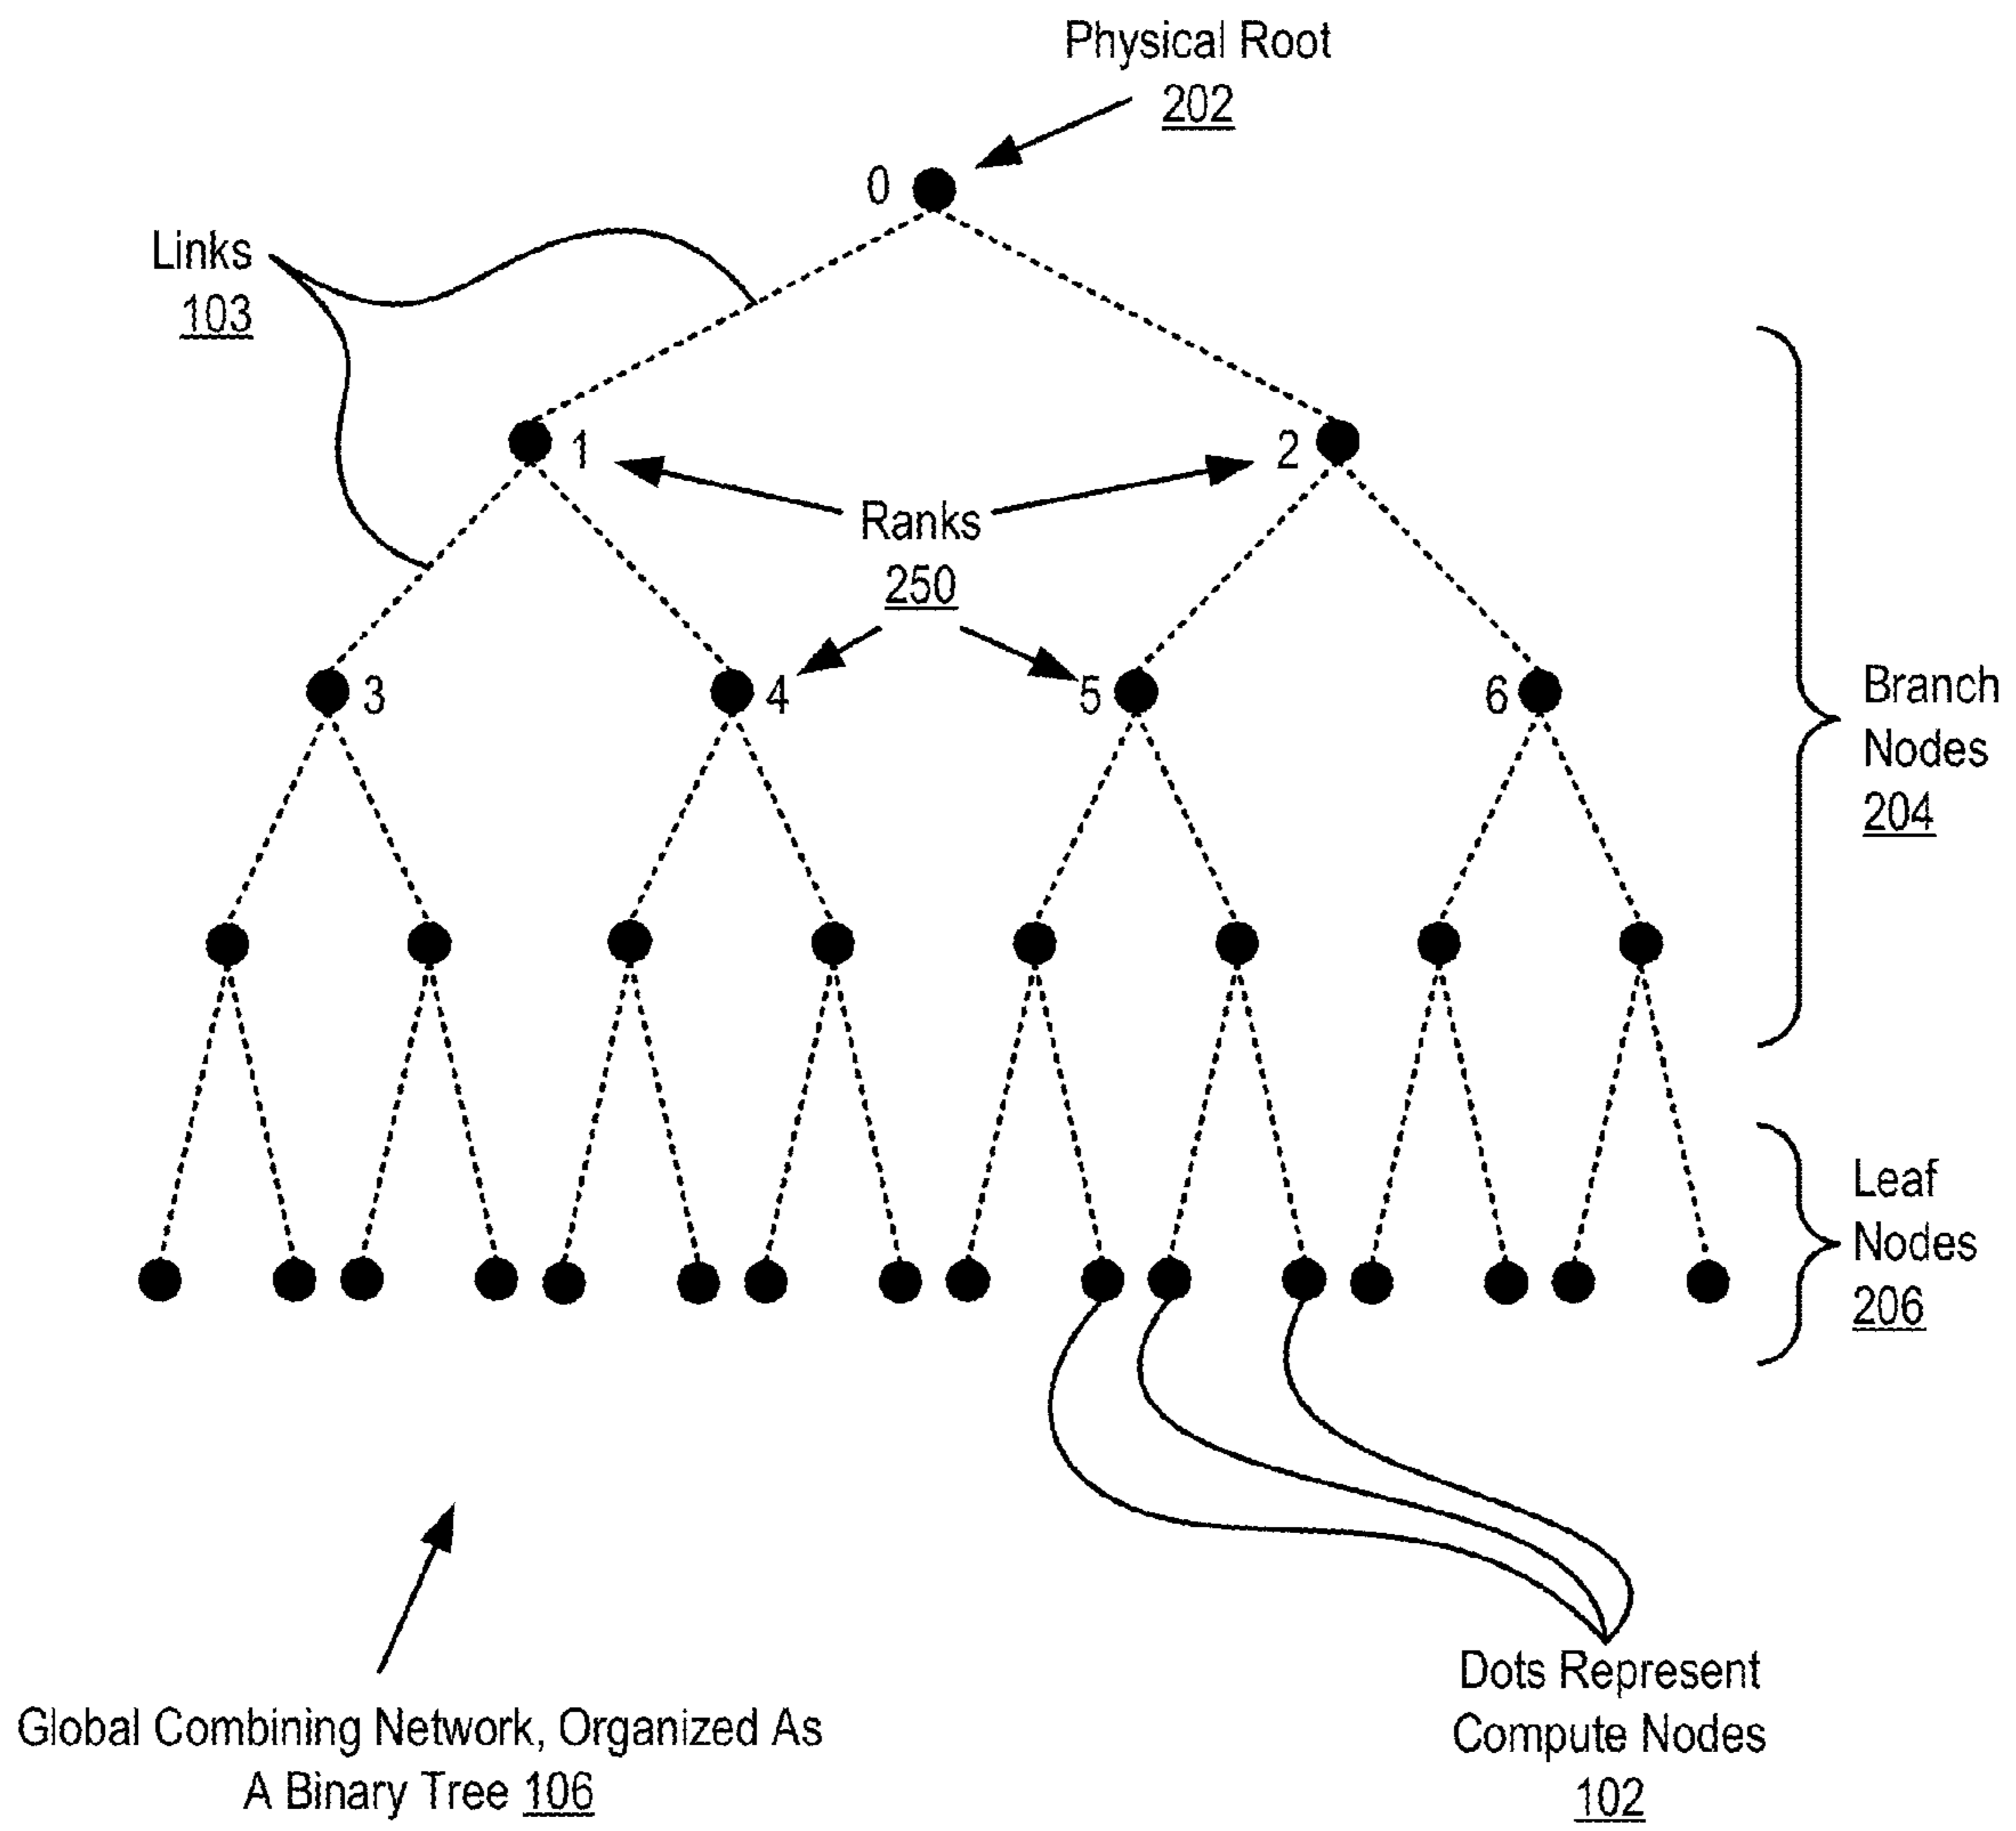 Physical Root
202
0
Links
103
1
2
Ranks
250
3
4
5
6
Branch
Nodes
204
Leaf
Nodes
206
Dots Represent
Compute Nodes
102
Global Combining Network, Organized As
A Binary Tree 106